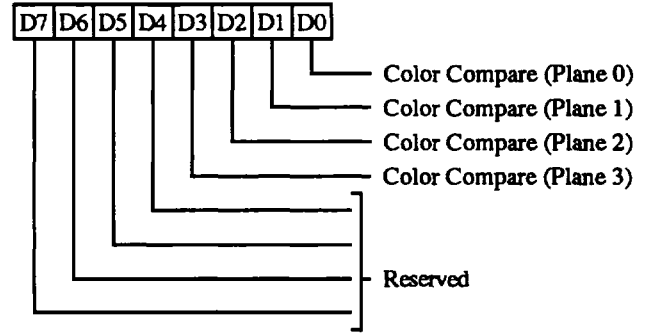 D7 D6 D5 D4 D3 D2 D1 D0
Color Compare (Plane 0)
Color Compare (Plane 1)
Color Compare (Plane 2)
Color Compare (Plane 3)
Reserved